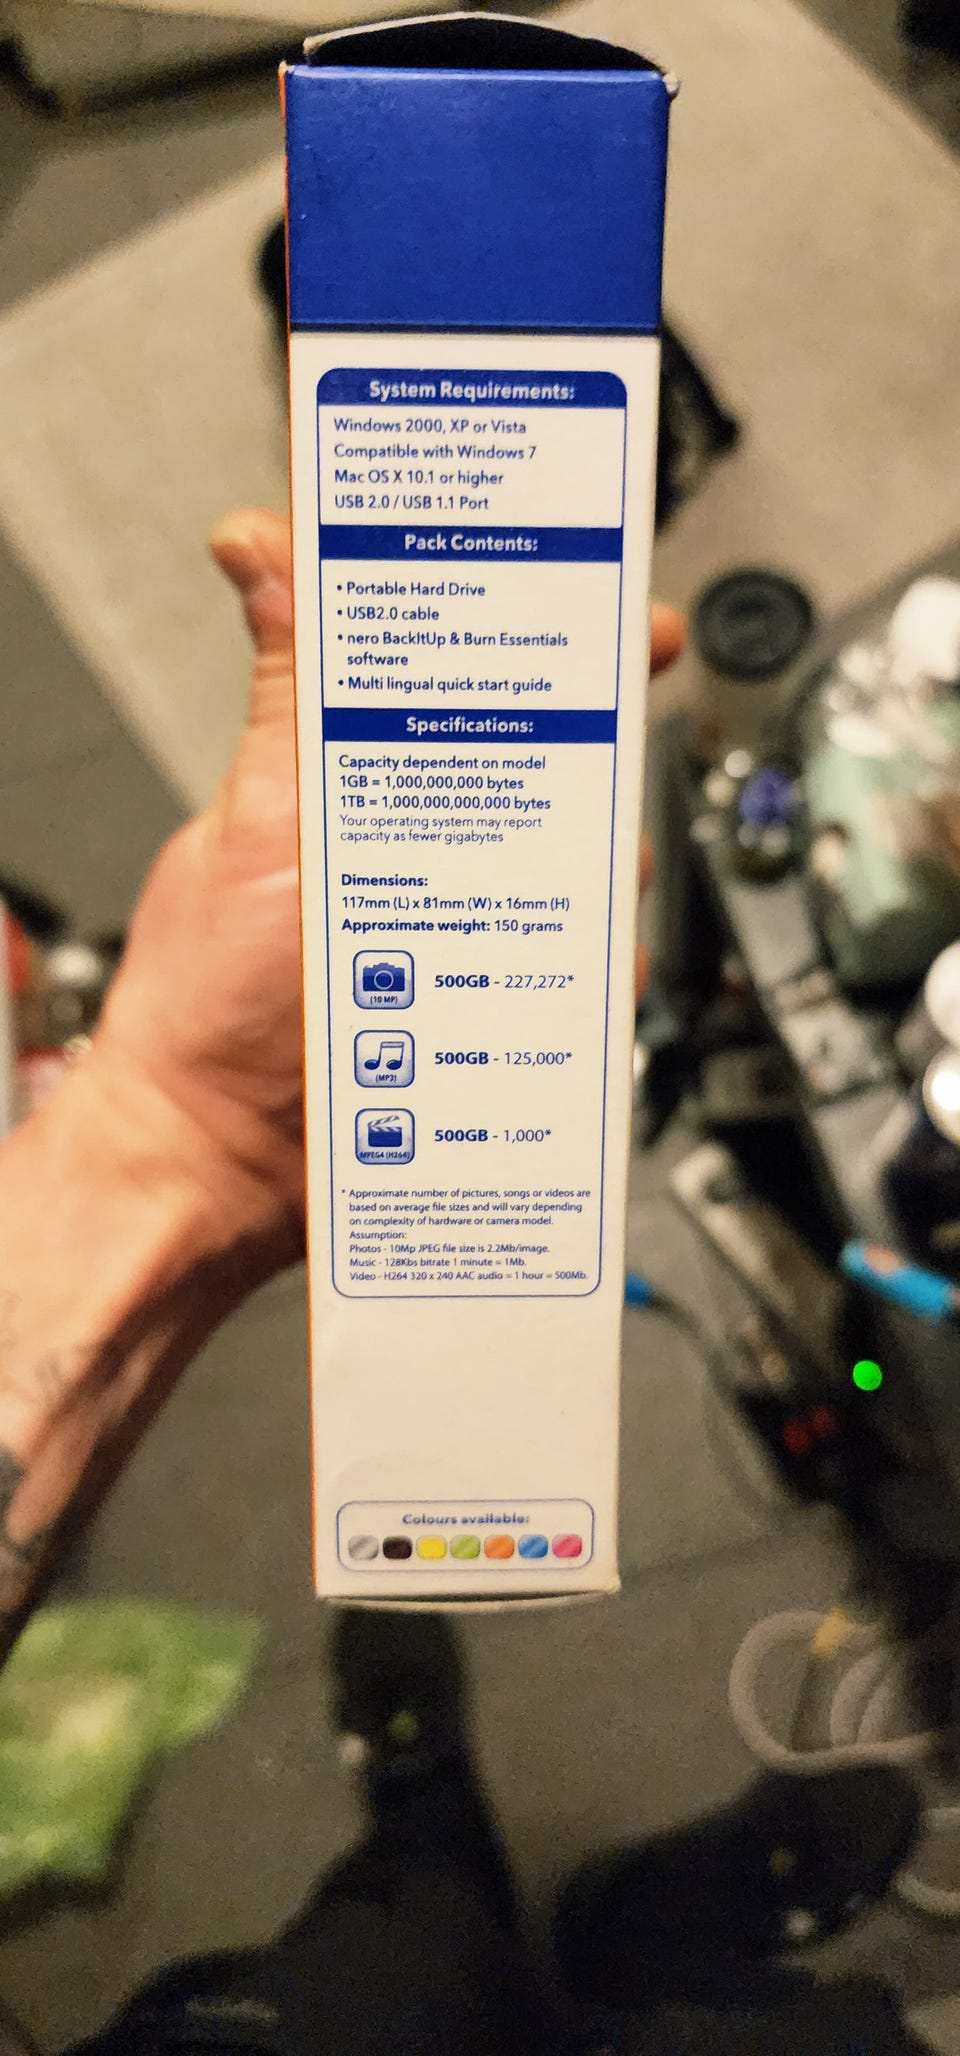 System Requirements:
Windows 2000, XP or Vista
Compatible with Windows 7
Mac OS X 10.1 or higher
USB 2.0 / USB 1.1 Port
Pack Contents:
• Portable Hard Drive
• USB2.0 cable
• nero BackItUp & Burn Essentials
software
• Multi lingual quick start guide
Specifications:
Capacity dependent on model
1GB = 1,000,000,000 bytes
1TB = 1,000,000,000,000 bytes
Your operating system may report
capacity as fewer gigabytes
Dimensions:
117mm (L) x 81mm (W) x 16mm (H)
Approximate weight: 150 grams
(10 MP)
500GB - 227,272*
(MP3)
500GB - 125,000*
MPEG4 (H264)
500GB - 1,000*
* Approximate number of pictures, songs or videos are
based on average file sizes and will vary depending
on complexity of hardware or camera model.
Assumption:
Photos - 10Mp JPEG file size is 2.2Mb/image.
Music - 128Kbs bitrate 1 minute = 1Mb.
Video - H264 320 x 240 AAC audio = 1 hour = 500Mb.
Colours available: